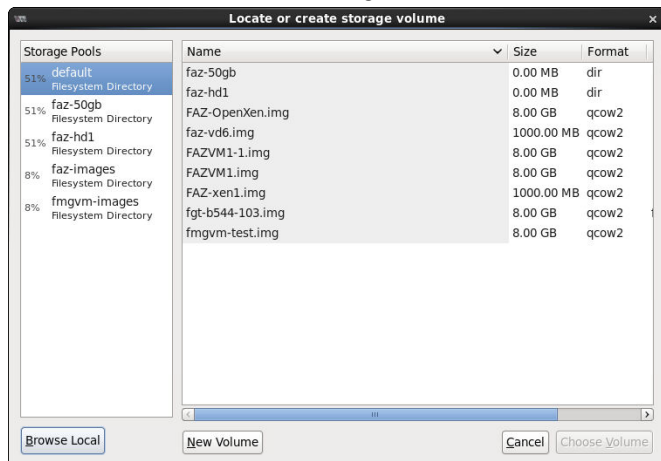 Locate or create storage volume
Storage Pools
51% default
Filesystem Directory
51% faz-50gb
Filesystem Directory
51% faz-hd1
Filesystem Directory
8% faz-images
Filesystem Directory
8% fmgvm-images
Filesystem Directory
Name Size Format
faz-50gb 0.00 MB dir
faz-hd1 0.00 MB dir
FAZ-OpenXen.img 8.00 GB qcow2
faz-vd6.img 1000.00 MB qcow2
FAZVM1-1.img 8.00 GB qcow2
FAZVM1.img 8.00 GB qcow2
FAZ-xen1.img 1000.00 MB qcow2
fgt-b544-103.img 8.00 GB qcow2
fmgvm-test.img 8.00 GB qcow2
Browse Local New Volume Cancel Choose Volume